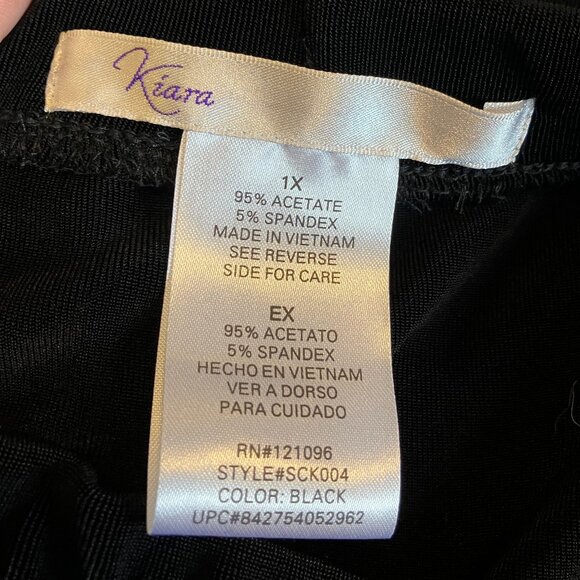 Kiara
1X
95% ACETATE
5% SPANDEX
MADE IN VIETNAM
SEE REVERSE
SIDE FOR CARE
EX
95% ACETATO
5% SPANDEX
HECHO EN VIETNAM
VER A DORSO
PARA CUIDADO
RN#121096
STYLE#SCK004
COLOR: BLACK
UPC#842754052962